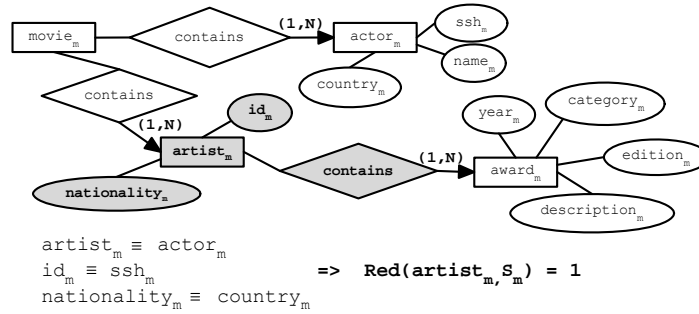 movie_m
contains
(1,N)
actor_m
ssh_m
name_m
country_m
contains
(1,N)
id_m
artist_m
nationality_m
contains
(1,N)
award_m
year_m
category_m
edition_m
description_m
artist_m ≡ actor_m
id_m ≡ ssh_m => Red(artist_m, S_m) = 1
nationality_m ≡ country_m